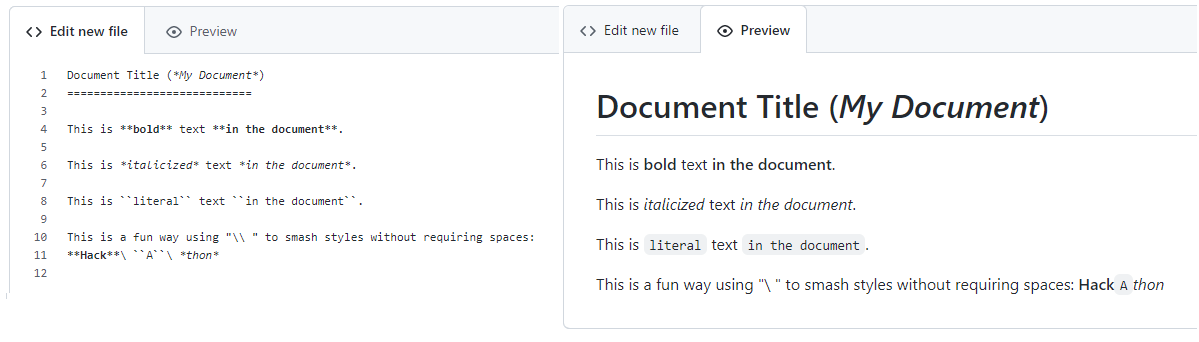 Edit new file
Preview
1 Document Title (*My Document*)
2 ============================
3
4 This is **bold** text **in the document**.
5
6 This is *italicized* text *in the document*.
7
8 This is ``literal`` text ``in the document``.
9
10 This is a fun way using "\\ " to smash styles without requiring spaces:
11 **Hack**\ ``A``\ *thon*
12
Edit new file
Preview
Document Title (My Document)
This is bold text in the document.
This is italicized text in the document.
This is literal text in the document.
This is a fun way using "\ " to smash styles without requiring spaces: Hack A thon